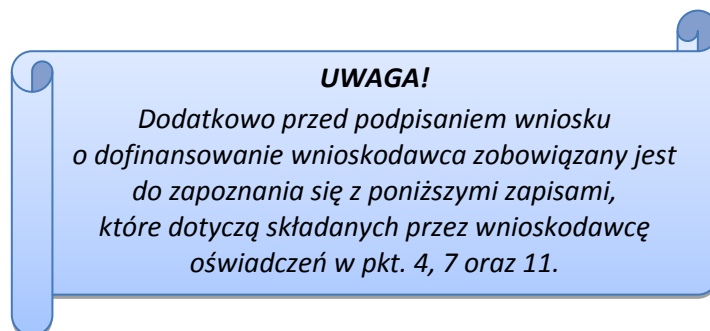 UWAGA!
Dodatkowo przed podpisaniem wniosku
o dofinansowanie wnioskodawca zobowiązany jest
do zapoznania się z poniższymi zapisami,
które dotyczą składanych przez wnioskodawcę
oświadczeń w pkt. 4, 7 oraz 11.